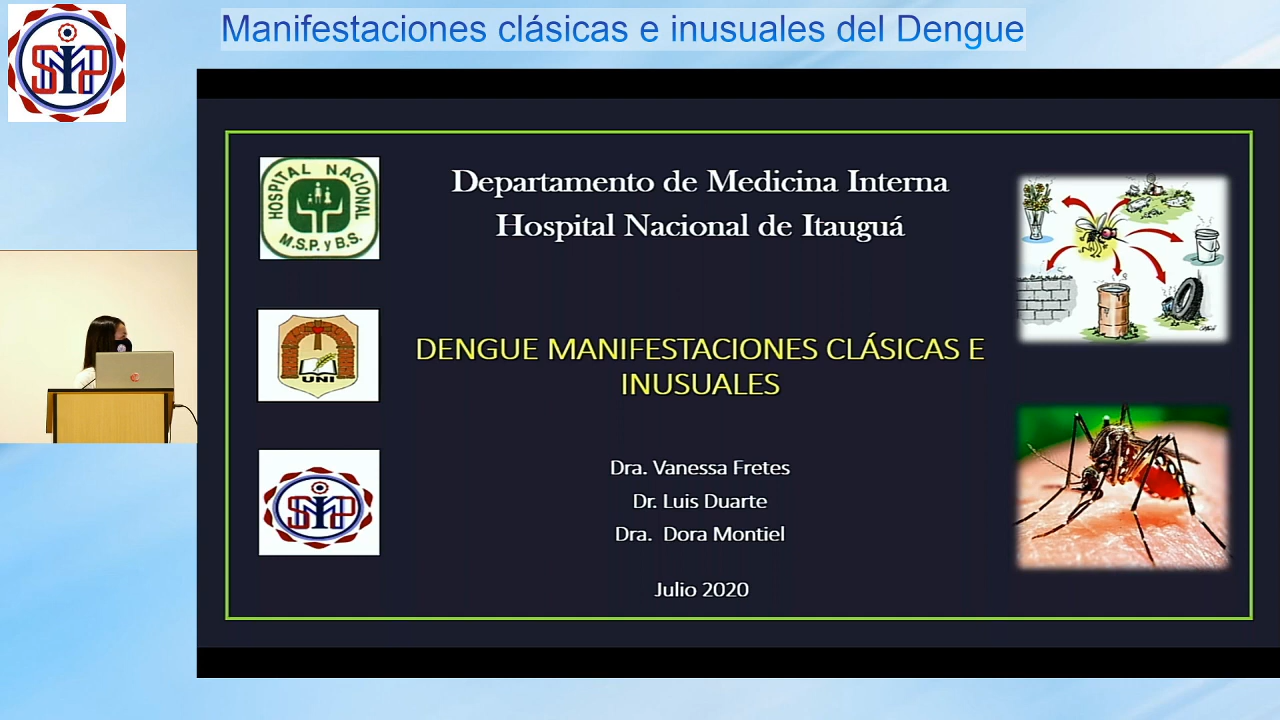 Manifestaciones clásicas e inusuales del Dengue
SMIP
HOSPITAL NACIONAL
M.S.P. y B.S.
Departamento de Medicina Interna
Hospital Nacional de Itauguá
UNI
DENGUE MANIFESTACIONES CLÁSICAS E
INUSUALES
Dra. Vanessa Fretes
Dr. Luis Duarte
Dra. Dora Montiel
Julio 2020